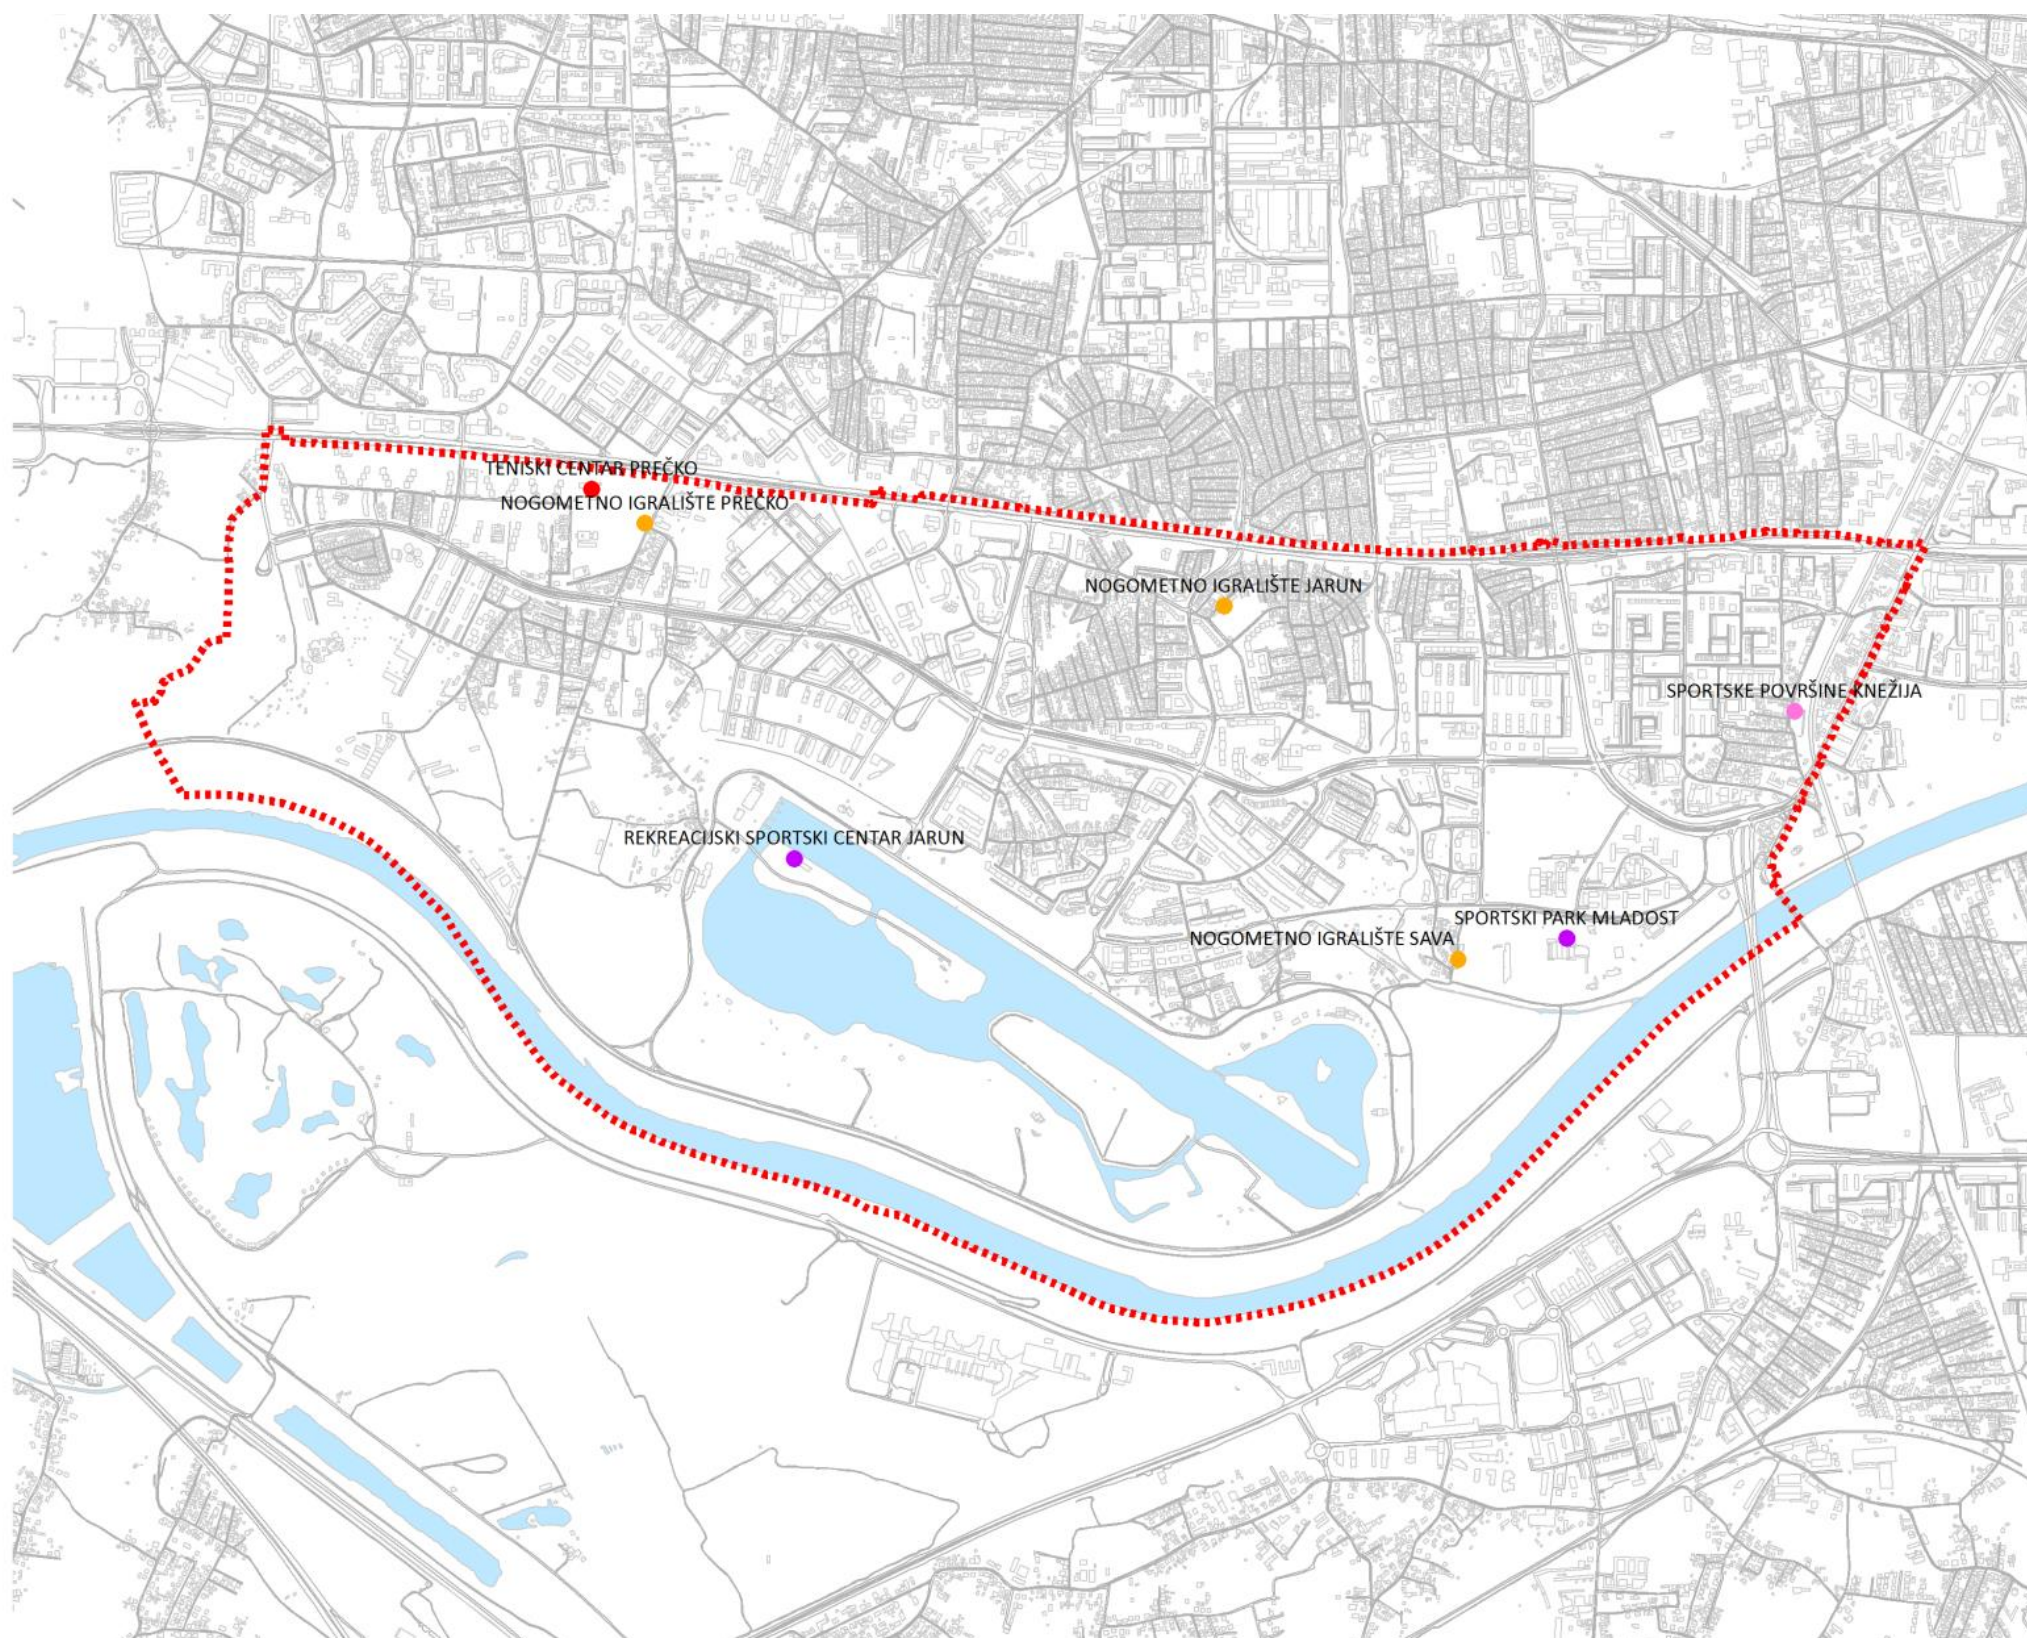 TENISKI CENTAR PREČKO
NOGOMETNO IGRALIŠTE PREČKO
NOGOMETNO IGRALIŠTE JARUN
SPORTSKE POVRŠINE KNEŽIJA
REKREACIJSKI SPORTSKI CENTAR JARUN
SPORTSKI PARK MLADOST
NOGOMETNO IGRALIŠTE SAVA